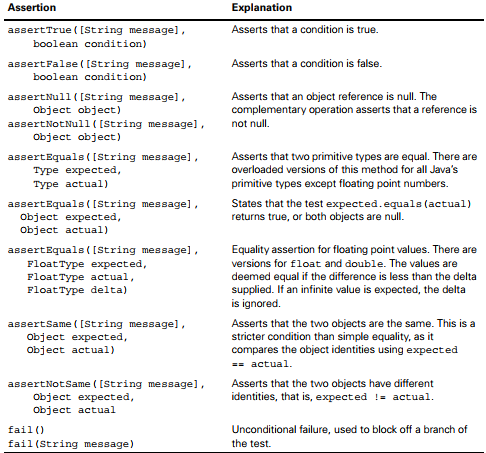 Assertion Explanation
assertTrue([String message], Asserts that a condition is true.
boolean condition)
assertFalse([String message], Asserts that a condition is false.
boolean condition)
assertNull([String message], Asserts that an object reference is null. The
Object object) complementary operation asserts that a reference is
assertNotNull([String message], not null.
Object object)
assertEquals([String message], Asserts that two primitive types are equal. There are
Type expected, overloaded versions of this method for all Java's
Type actual) primitive types except floating point numbers.
assertEquals([String message], States that the test expected.equals(actual)
Object expected, returns true, or both objects are null.
Object actual)
assertEquals([String message], Equality assertion for floating point values. There are
FloatType expected, versions for float and double. The values are
FloatType actual, deemed equal if the difference is less than the delta
FloatType delta) supplied. If an infinite value is expected, the delta
is ignored.
assertSame([String message], Asserts that the two objects are the same. This is a
Object expected, stricter condition than simple equality, as it
Object actual) compares the object identities using expected
== actual.
assertNotSame([String message], Asserts that the two objects have different
Object expected, identities, that is, expected != actual.
Object actual
fail() Unconditional failure, used to block off a branch of
fail(String message) the test.